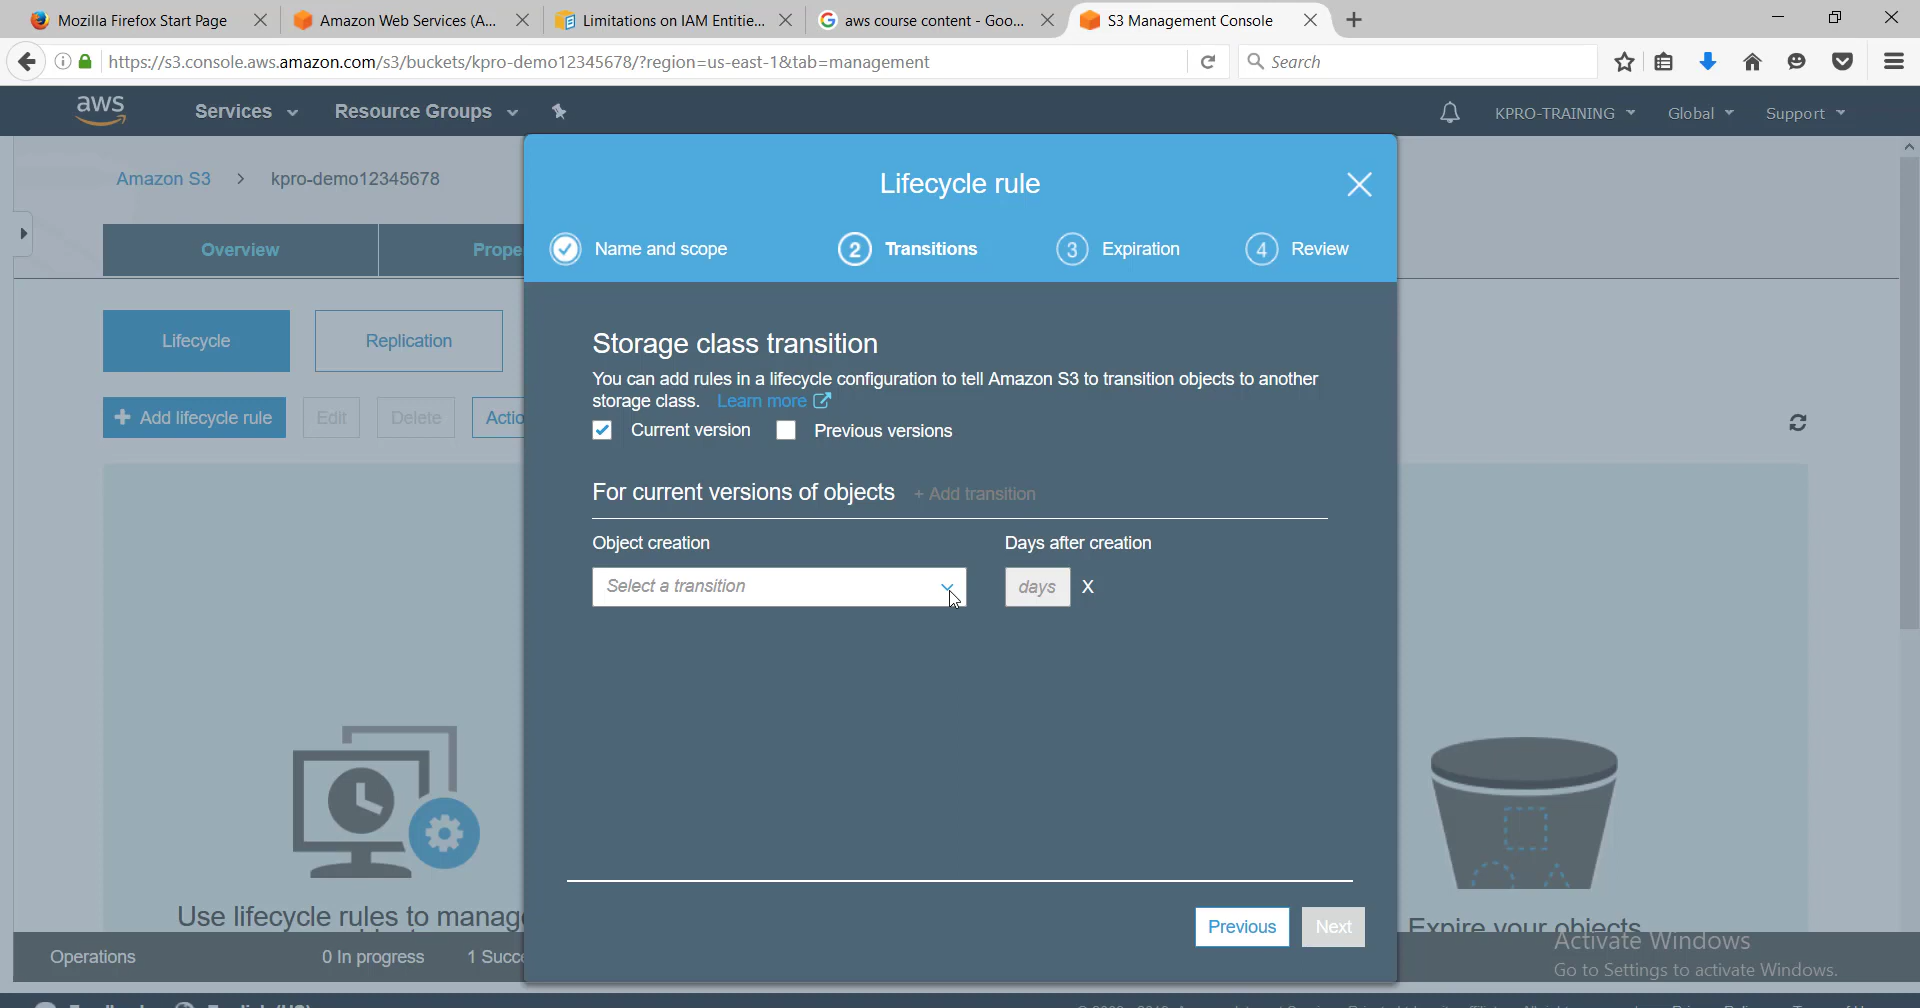 Mozilla Firefox Start Page
Amazon Web Services (A...
Limitations on IAM Entitie...
aws course content - Goo...
S3 Management Console
https://s3.console.aws.amazon.com/s3/buckets/kpro-demo12345678/?region=us-east-1&tab=management
Search
aws
Services
Resource Groups
KPRO-TRAINING
Global
Support
Amazon S3 > kpro-demo12345678
Overview
Prope
Lifecycle
Replication
+ Add lifecycle rule
Edit
Delete
Actio
Lifecycle rule
Name and scope
2 Transitions
3 Expiration
4 Review
Storage class transition
You can add rules in a lifecycle configuration to tell Amazon S3 to transition objects to another
storage class. Learn more
Current version
Previous versions
For current versions of objects + Add transition
Object creation
Days after creation
Select a transition
days X
Previous
Next
Use lifecycle rules to manag
Expire your objects
Operations
0 In progress
1 Succe
Activate Windows
Go to Settings to activate Windows.